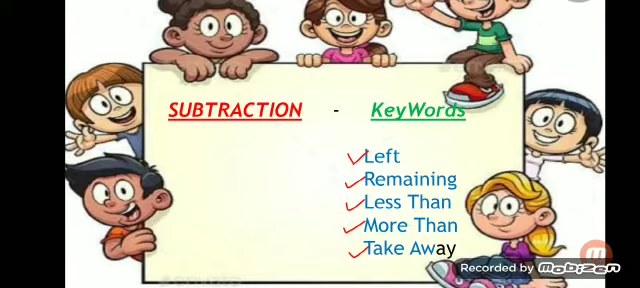 SUBTRACTION - KeyWords
Left
Remaining
Less Than
More Than
Take Away
Recorded by mobizen